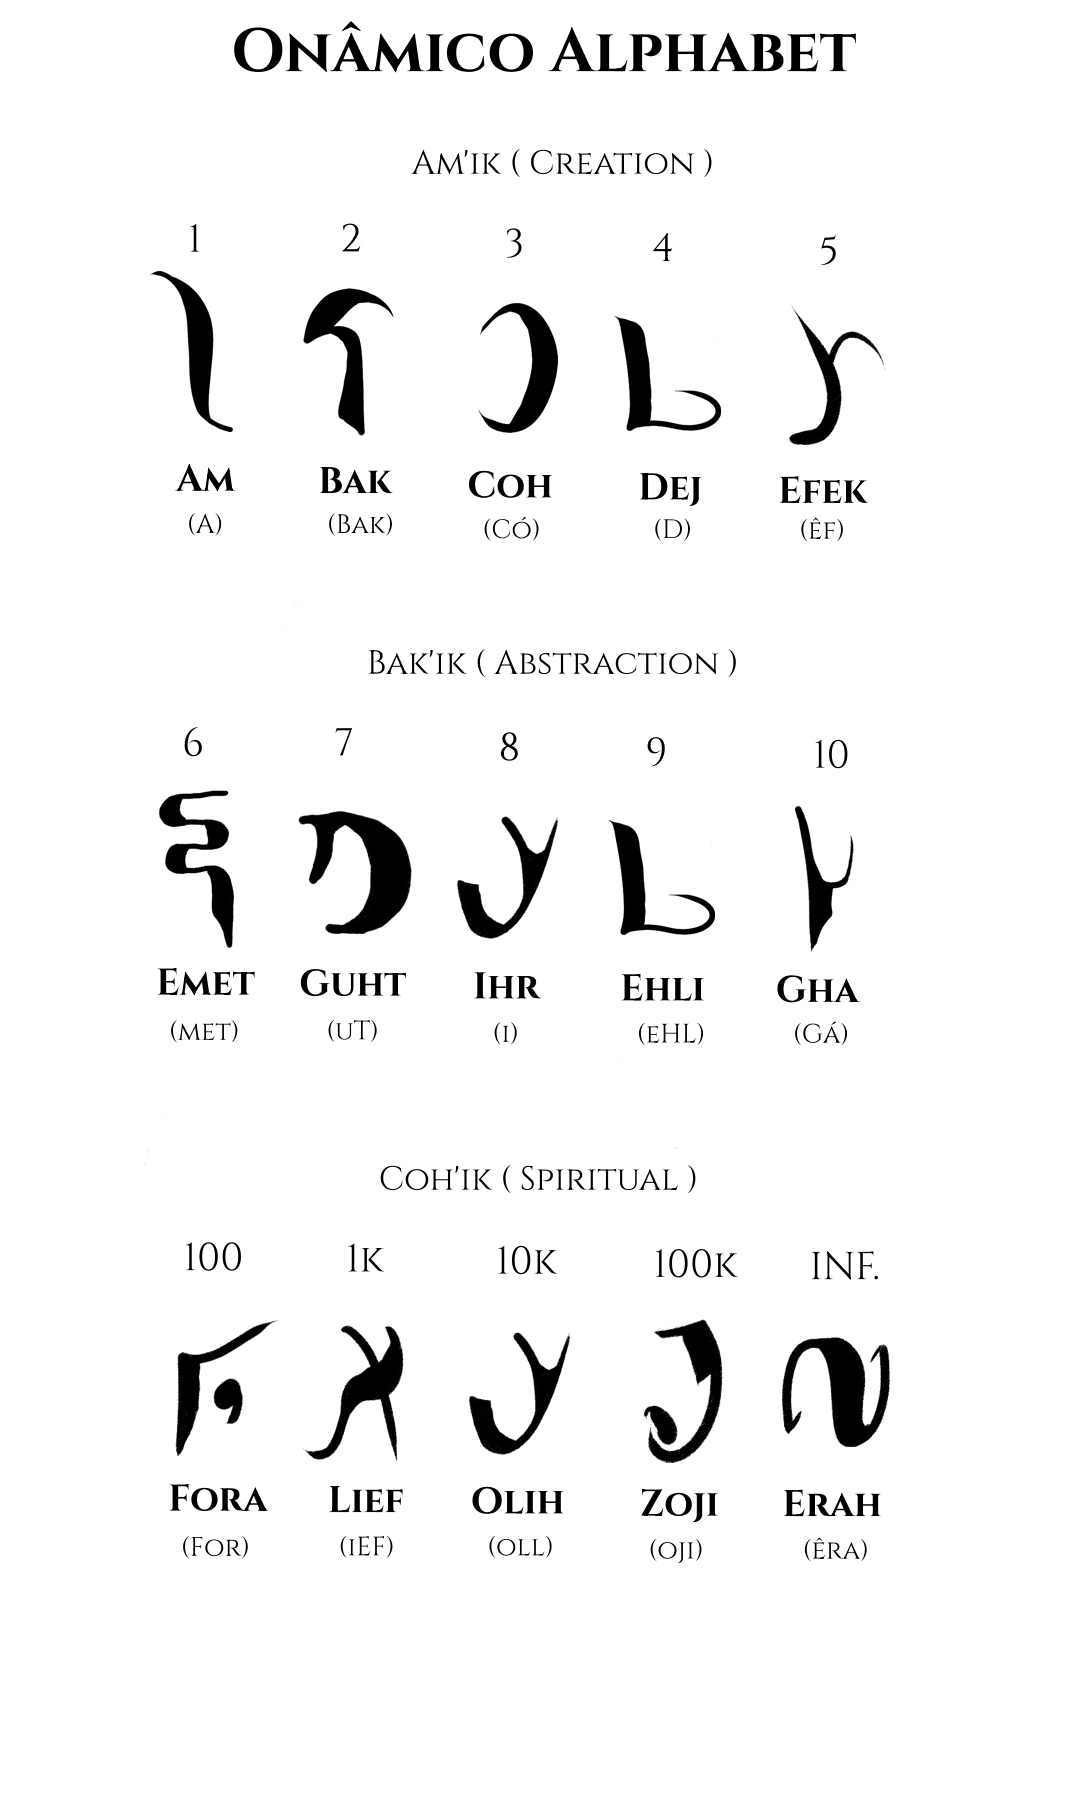 Onâmico Alphabet
Am'ik ( Creation )
1 2 3 4 5
Am Bak Coh Dej Efek
(A) (Bak) (Có) (D) (Êf)
Bak'ik ( Abstraction )
6 7 8 9 10
Emet Guht Ihr Ehli Gha
(met) (uT) (i) (eHL) (Gá)
Coh'ik ( Spiritual )
100 1k 10k 100k INF.
Fora Lief Olih Zoji Erah
(For) (iEF) (oll) (oji) (Êra)